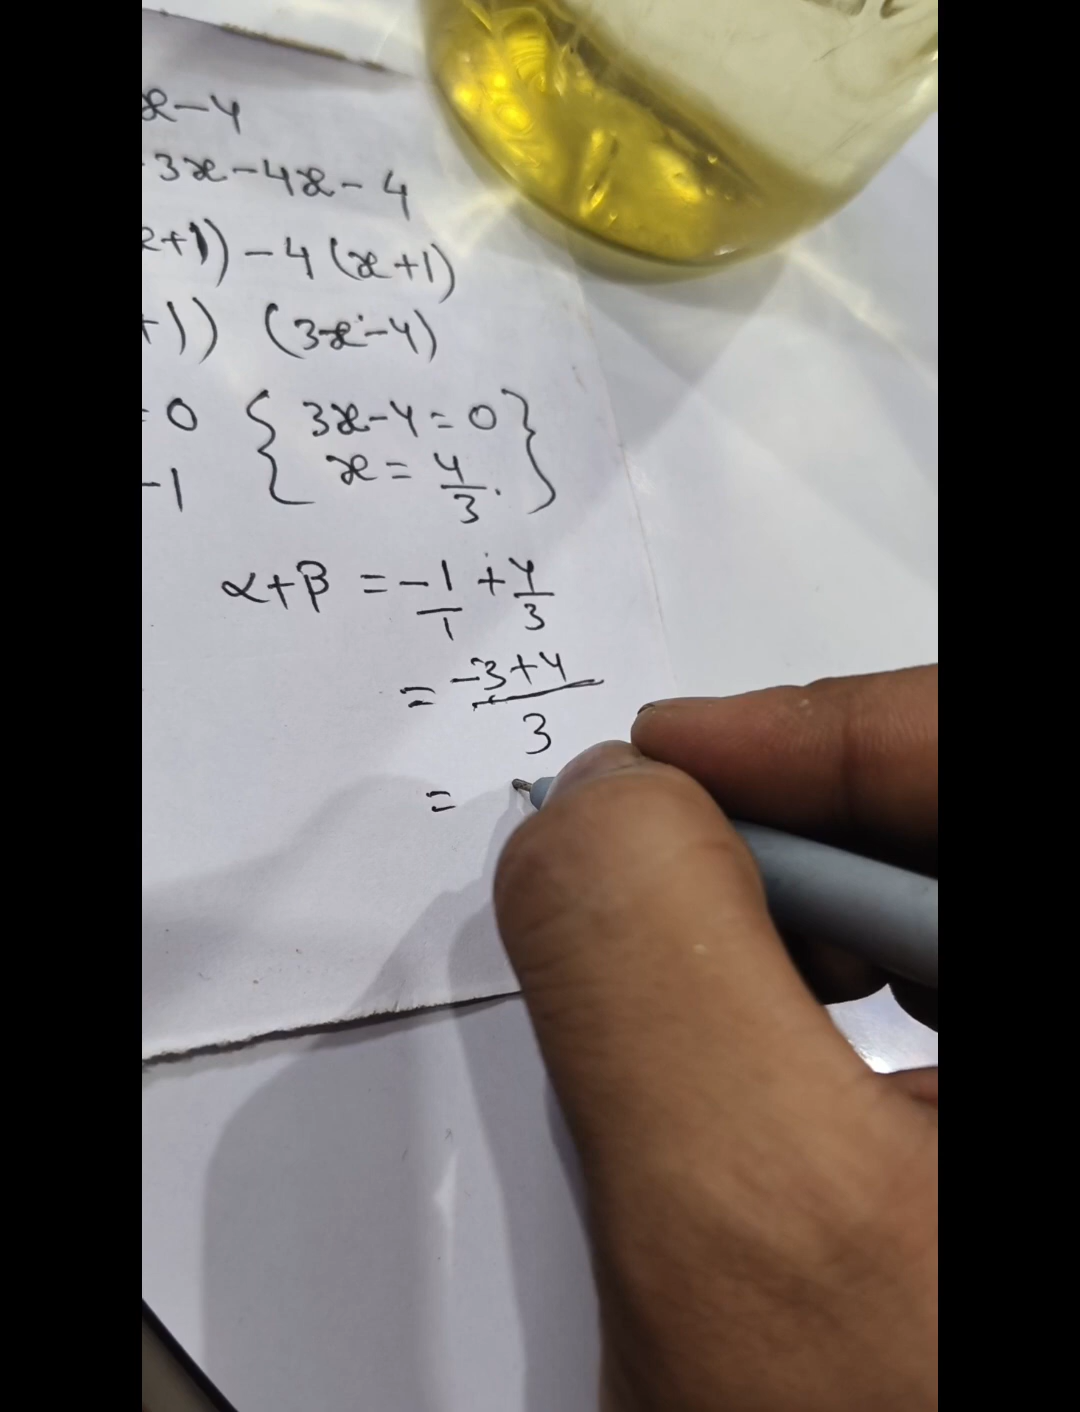 x-4
3x-4x-4
x+1)-4(x+1)
+1) (3x-4)
=0 { 3x-4=0 }
-1 x=4/3.
α+β = -1/1 + 4/3
= -3+4/3
=